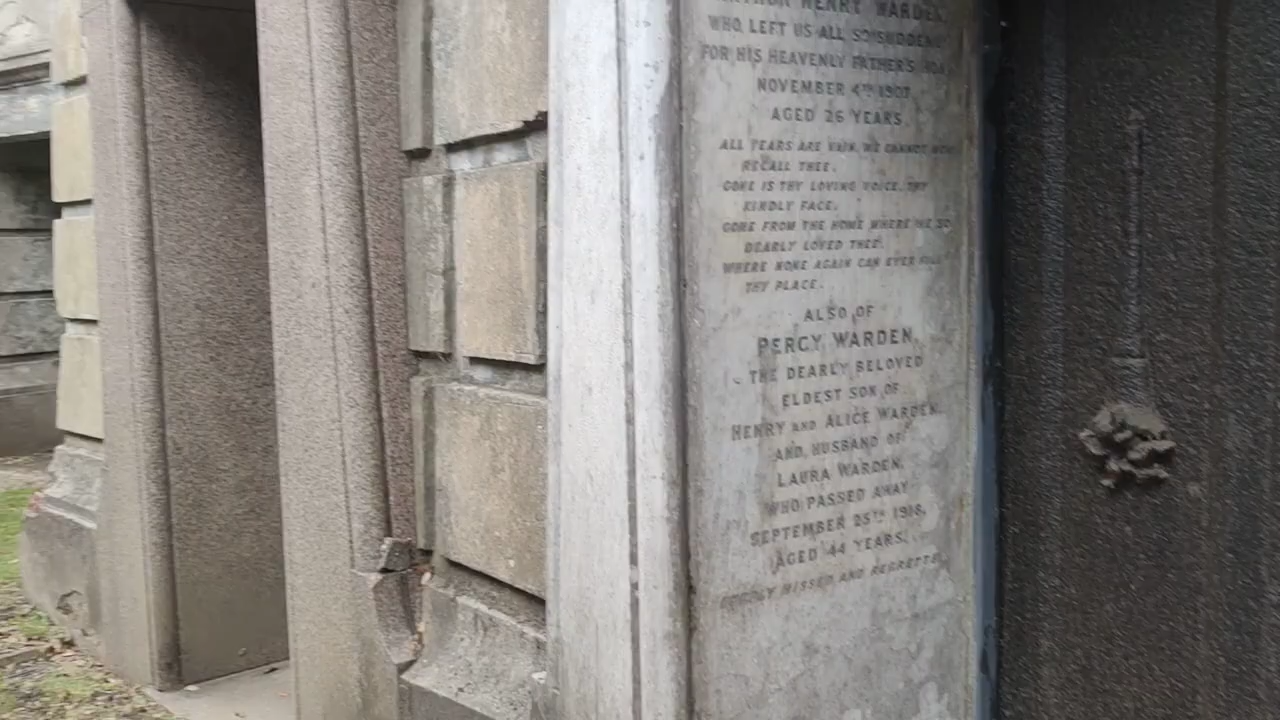 HENRY WARDEN,
WHO LEFT US ALL SO SUDDENLY
FOR HIS HEAVENLY FATHER'S
NOVEMBER 4TH 1907.
AGED 26 YEARS.
ALL TEARS ARE VAIN, WE CANNOT
RECALL THEE.
GONE IS THY LOVING VOICE, THY
KINDLY FACE.
GONE FROM THE HOME WHERE WE SO
DEARLY LOVED THEE.
WHERE NONE AGAIN CAN EVER FILL
THY PLACE.
ALSO OF
PERCY WARDEN,
THE DEARLY BELOVED
ELDEST SON OF
HENRY AND ALICE WARDEN.
AND HUSBAND OF
LAURA WARDEN.
WHO PASSED AWAY
SEPTEMBER 25TH 1918.
AGED 44 YEARS.
MISSED AND REGRETTED